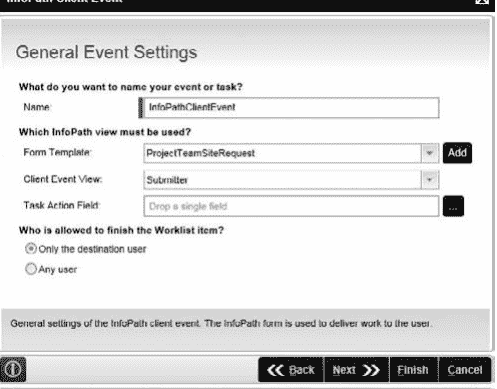 InfoPath Client Event
General Event Settings
What do you want to name your event or task?
Name: InfoPathClientEvent
Which InfoPath view must be used?
Form Template: ProjectTeamSiteRequest Add
Client Event View: Submitter
Task Action Field: Drop a single field ...
Who is allowed to finish the Worklist item?
Only the destination user
Any user
General settings of the InfoPath client event. The InfoPath form is used to deliver work to the user.
Back Next Finish Cancel